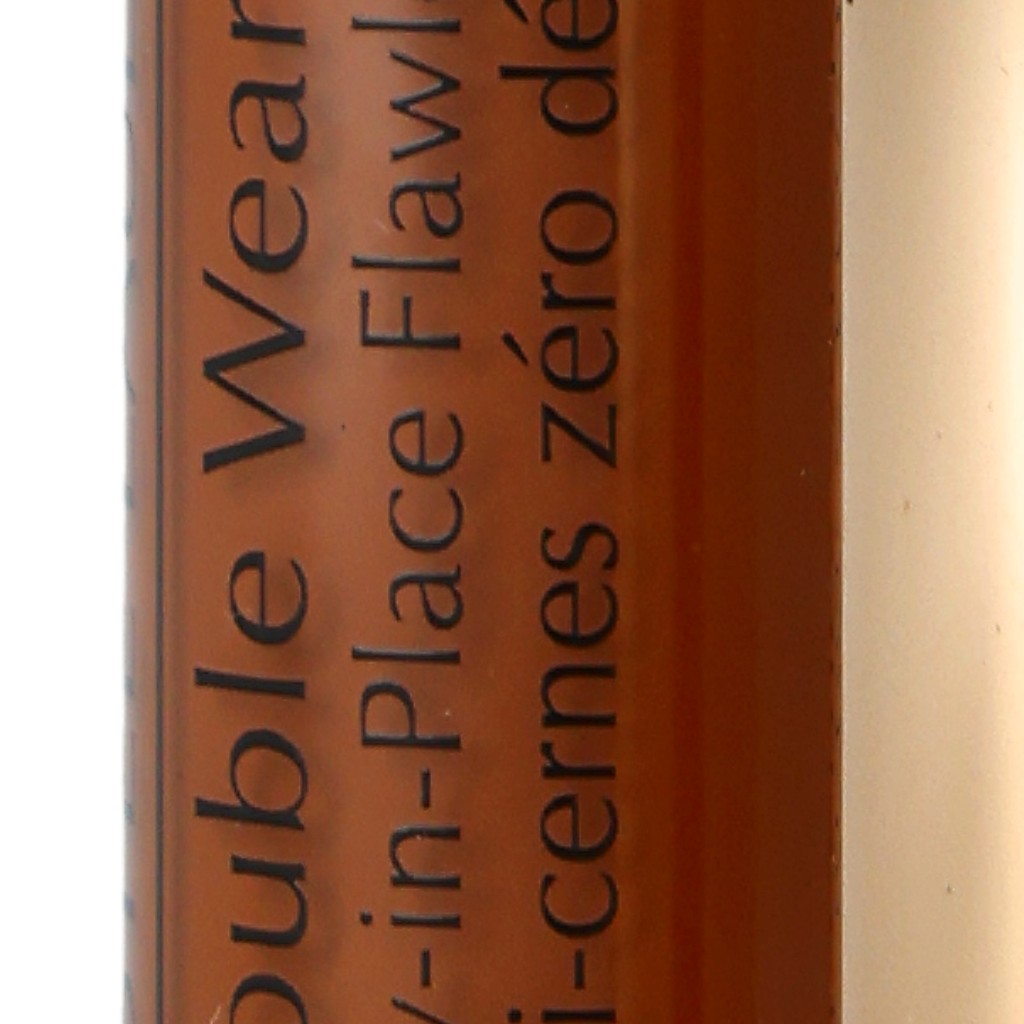 ouble Wear
y-in-Place Flawl
i-cernes zéro dé